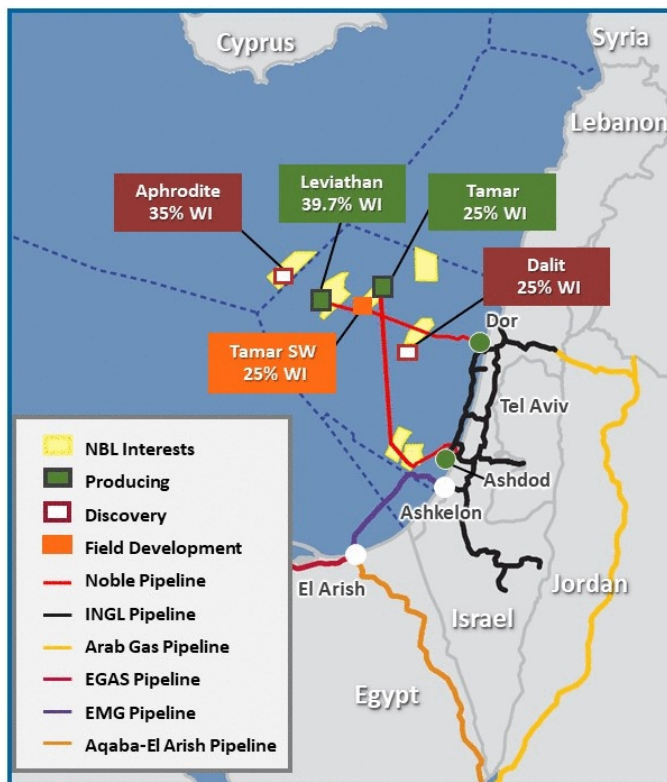 Cyprus
Syria
Lebanon
Aphrodite
35% WI
Leviathan
39.7% WI
Tamar
25% WI
Dalit
25% WI
Tamar SW
25% WI
Dor
Tel Aviv
Ashdod
Ashkelon
El Arish
Israel
Jordan
Egypt
NBL Interests
Producing
Discovery
Field Development
Noble Pipeline
INGL Pipeline
Arab Gas Pipeline
EGAS Pipeline
EMG Pipeline
Aqaba-El Arish Pipeline